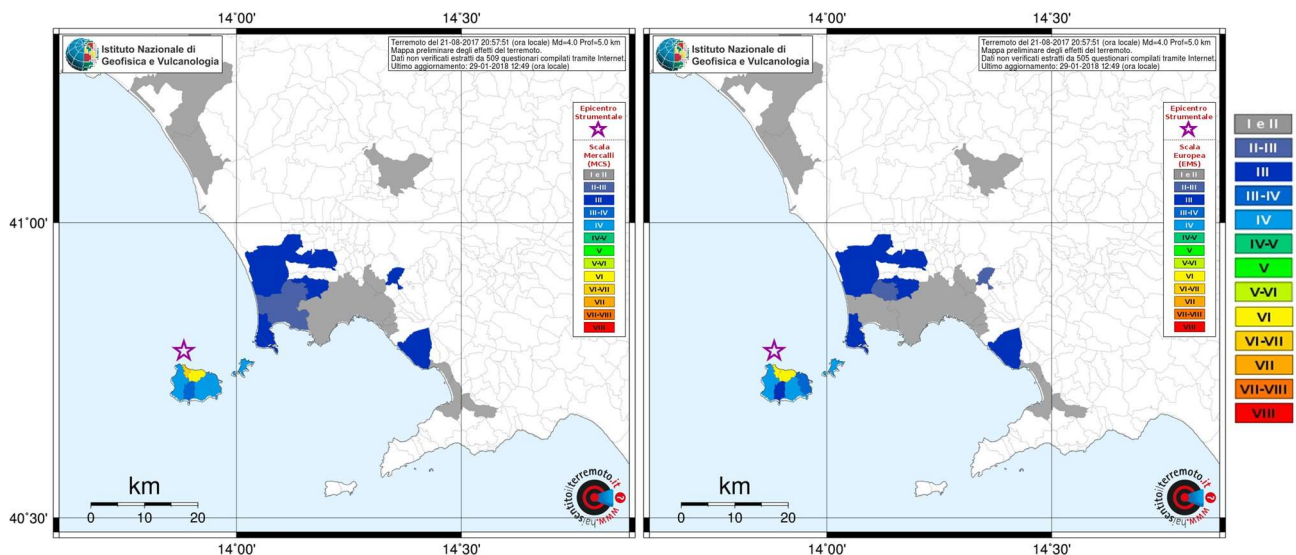 14°00' 14°30' 14°00' 14°30'
Istituto Nazionale di
Geofisica e Vulcanologia
Terremoto del 21-08-2017 20:57:51 (ora locale) Md=4.0 Prof=5.0 km
Mappa preliminare degli effetti del terremoto.
Dati non verificati estratti da 509 questionari compilati tramite Internet.
Ultimo aggiornamento: 29-01-2018 12:49 (ora locale)
Epicentro
Strumentale
Scala
Mercalli
(MCS)
I e II
II-III
III
III-IV
IV
IV-V
V
V-VI
VI
VI-VII
VII
VII-VIII
VIII
41°00'
40°30'
km
0 10 20
www.haisentitoilterremoto.it
14°00' 14°30'
Istituto Nazionale di
Geofisica e Vulcanologia
Terremoto del 21-08-2017 20:57:51 (ora locale) Md=4.0 Prof=5.0 km
Mappa preliminare degli effetti del terremoto.
Dati non verificati estratti da 505 questionari compilati tramite Internet.
Ultimo aggiornamento: 29-01-2018 12:49 (ora locale)
Epicentro
Strumentale
Scala
Europea
(EMS)
I e II
II-III
III
III-IV
IV
IV-V
V
V-VI
VI
VI-VII
VII
VII-VIII
VIII
km
0 10 20
www.haisentitoilterremoto.it
14°00' 14°30'
I e II
II-III
III
III-IV
IV
IV-V
V
V-VI
VI
VI-VII
VII
VII-VIII
VIII